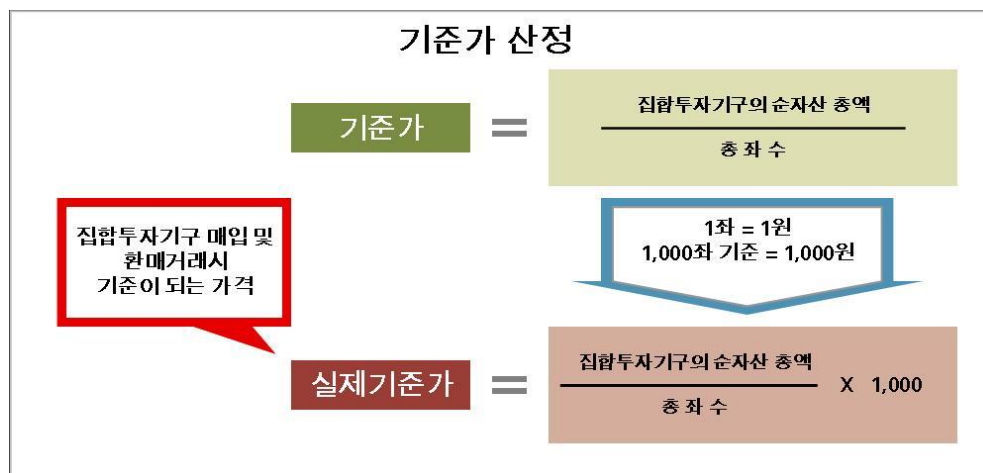 기준가 산정
기준가 = 집합투자기구의 순자산 총액
총 좌 수
집합투자기구 매입 및
환매거래시
기준이 되는 가격
1좌 = 1원
1,000좌 기준 = 1,000원
실제기준가 = 집합투자기구의 순자산 총액
총 좌 수
X 1,000